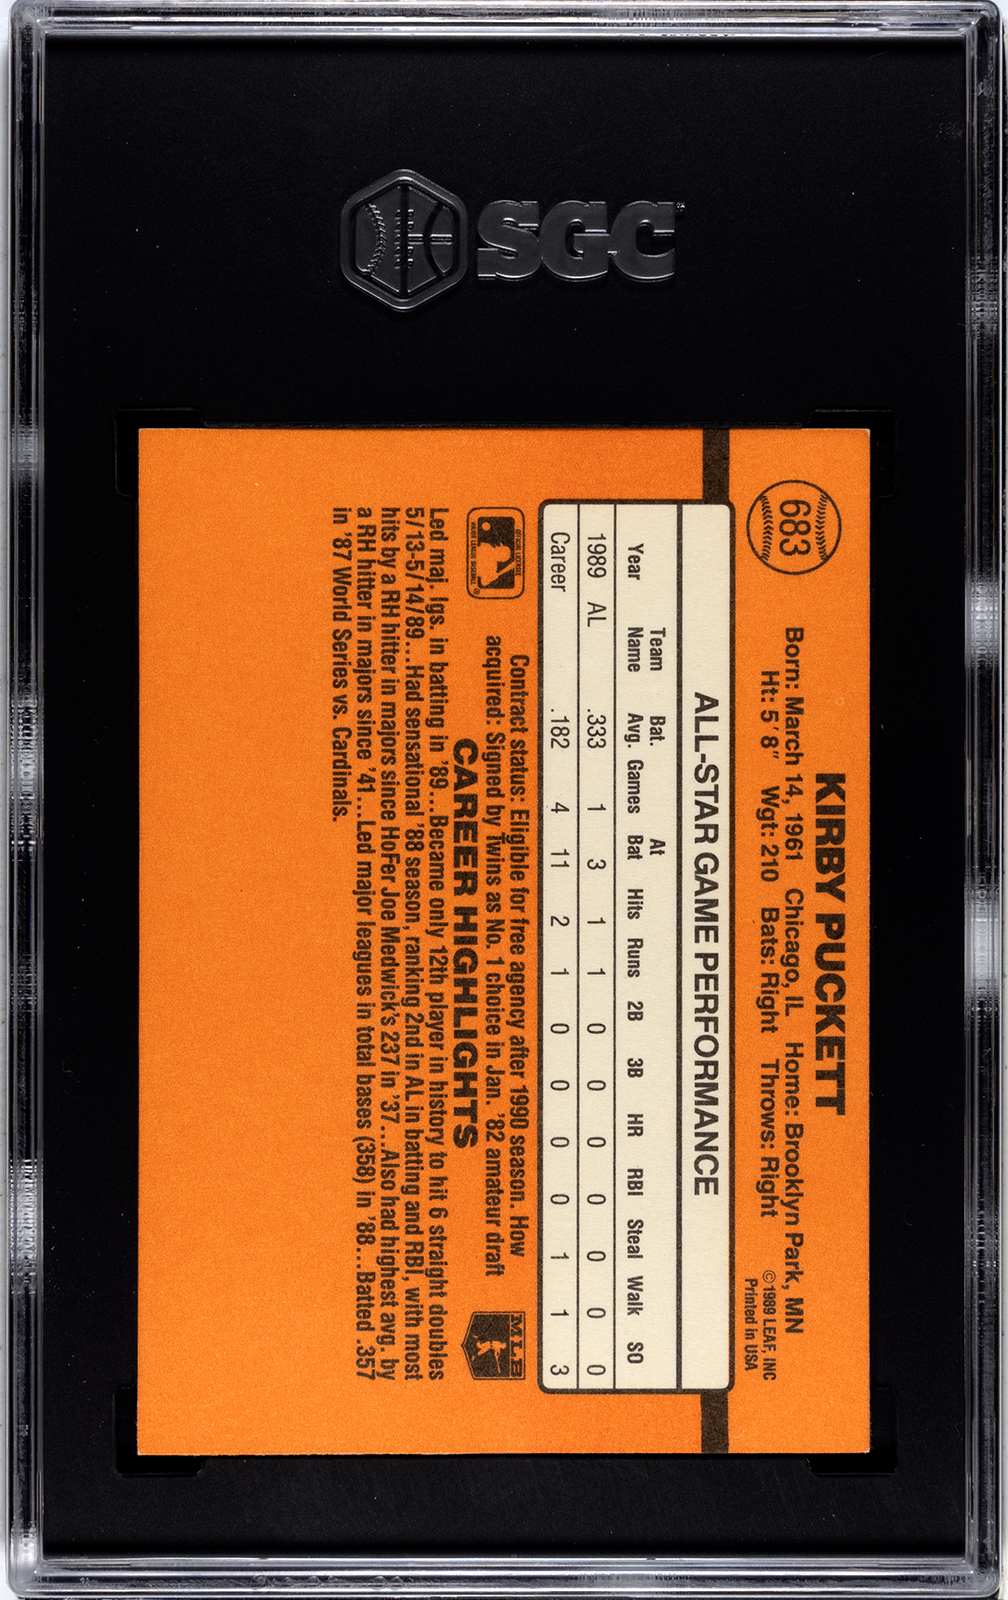 SGC
683
KIRBY PUCKETT
Born: March 14, 1961 Chicago, IL Home: Brooklyn Park, MN
Ht: 5'8" Wgt: 210 Bats: Right Throws: Right
©1989 LEAF, INC
Printed in USA
ALL-STAR GAME PERFORMANCE
Year Team Name Bat. Avg. Games At Bat Hits Runs 2B 3B HR RBI Steal Walk SO
1989 AL .333 1 3 1 1 0 0 0 0 0 0 0
Career .182 4 11 2 1 0 0 0 0 1 1 3
OFFICIAL LICENSEE
MAJOR LEAGUE BASEBALL
Contract status: Eligible for free agency after 1990 season. How
acquired: Signed by Twins as No. 1 choice in Jan. '82 amateur draft
MLB
CAREER HIGHLIGHTS
Led maj. lgs. in batting in '89...Became only 12th player in history to hit 6 straight doubles
5/13-5/14/89...Had sensational '88 season, ranking 2nd in AL in batting and RBI, with most
hits by a RH hitter in majors since HoFer Joe Medwick's 237 in '37...Also had highest avg. by
a RH hitter in majors since '41...Led major leagues in total bases (358) in '88...Batted .357
in '87 World Series vs. Cardinals.